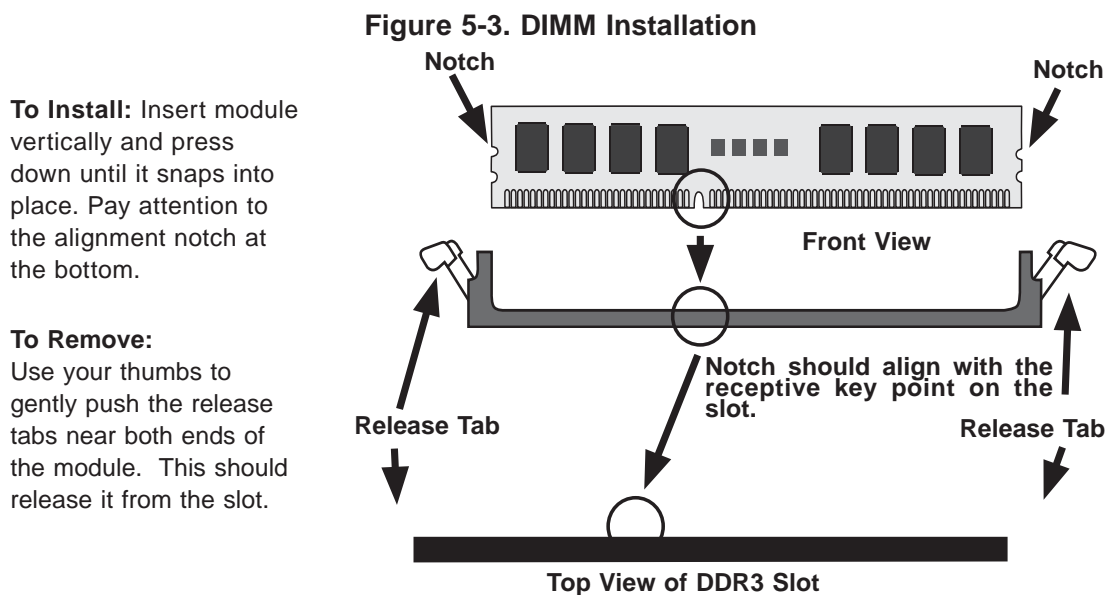 Figure 5-3. DIMM Installation
Notch
Notch
To Install: Insert module
vertically and press
down until it snaps into
place. Pay attention to
the alignment notch at
the bottom.
Front View
To Remove:
Use your thumbs to
gently push the release
tabs near both ends of
the module. This should
release it from the slot.
Notch should align with the
receptive key point on the
slot.
Release Tab
Release Tab
Top View of DDR3 Slot